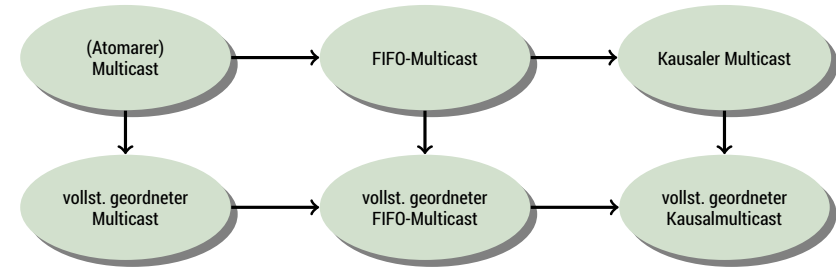 (Atomarer)
Multicast
FIFO-Multicast
Kausaler Multicast
vollst. geordneter
Multicast
vollst. geordneter
FIFO-Multicast
vollst. geordneter
Kausalmulticast